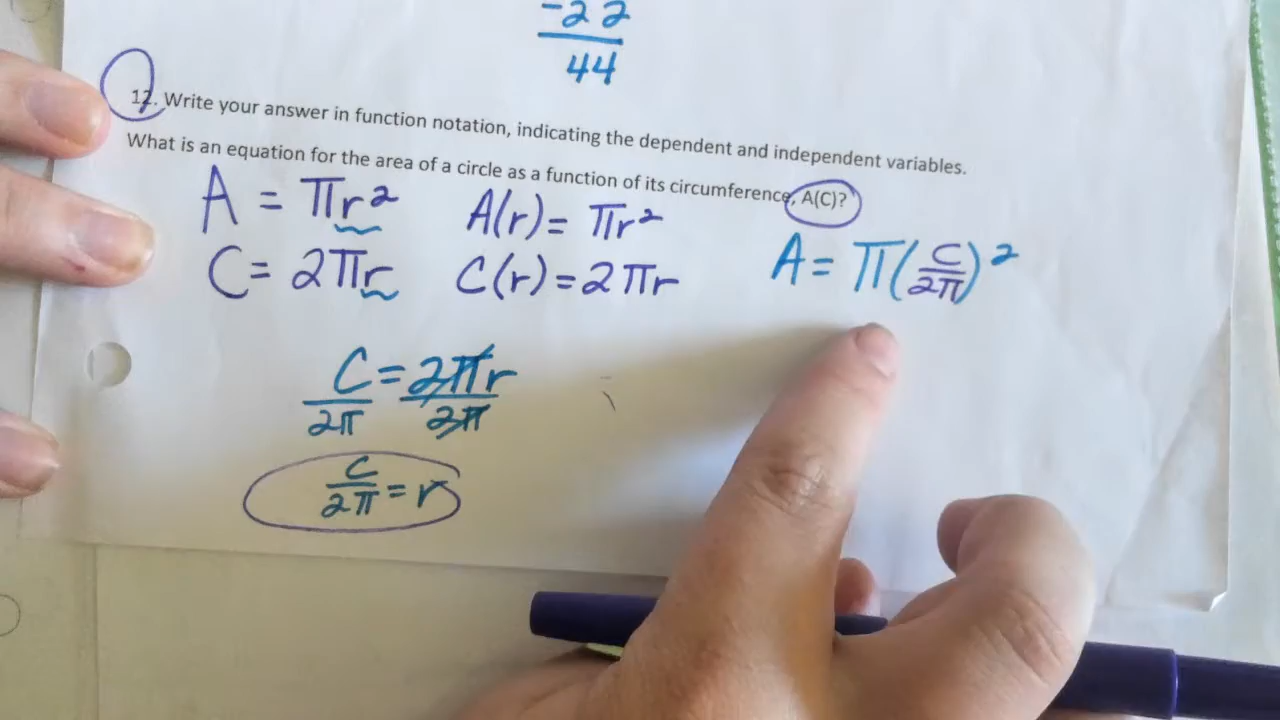 -22
44
12. Write your answer in function notation, indicating the dependent and independent variables.
What is an equation for the area of a circle as a function of its circumference, A(C)?
A = πr² A(r) = πr² A = π(C/2π)²
C = 2πr C(r) = 2πr
C/2π = 2πr/2π
C/2π = r